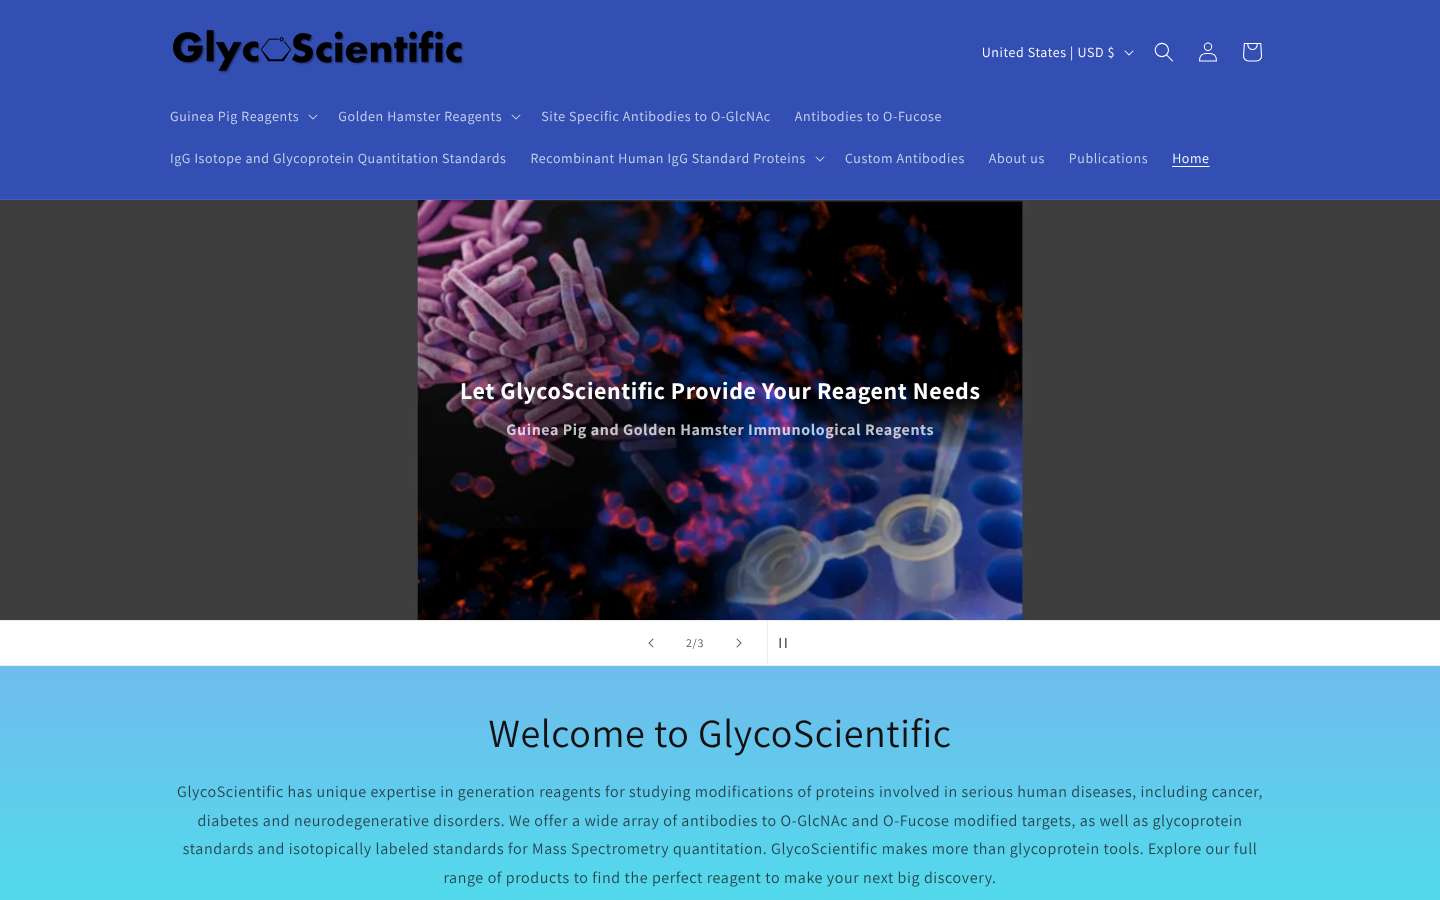 GlycoScientific
United States | USD $
Guinea Pig Reagents
Golden Hamster Reagents
Site Specific Antibodies to O-GlcNAc
Antibodies to O-Fucose
IgG Isotope and Glycoprotein Quantitation Standards
Recombinant Human IgG Standard Proteins
Custom Antibodies
About us
Publications
Home
Let GlycoScientific Provide Your Reagent Needs
Guinea Pig and Golden Hamster Immunological Reagents
2/3
Welcome to GlycoScientific
GlycoScientific has unique expertise in generation reagents for studying modifications of proteins involved in serious human diseases, including cancer,
diabetes and neurodegenerative disorders. We offer a wide array of antibodies to O-GlcNAc and O-Fucose modified targets, as well as glycoprotein
standards and isotopically labeled standards for Mass Spectrometry quantitation. GlycoScientific makes more than glycoprotein tools. Explore our full
range of products to find the perfect reagent to make your next big discovery.